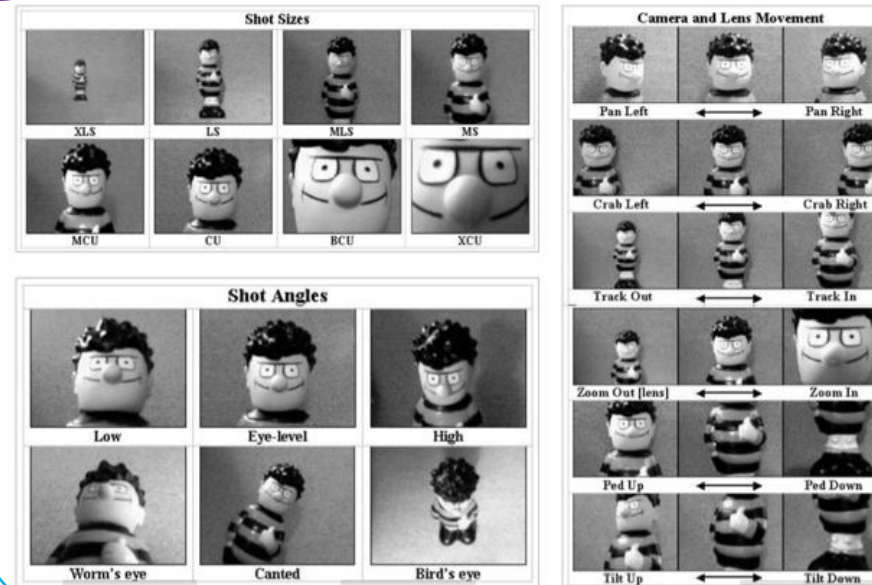 Shot Sizes
XLS LS MLS MS
MCU CU BCU XCU
Shot Angles
Low Eye-level High
Worm's eye Canted Bird's eye
Camera and Lens Movement
Pan Left Pan Right
Crab Left Crab Right
Track Out Track In
Zoom Out [lens] Zoom In
Ped Up Ped Down
Tilt Up Tilt Down